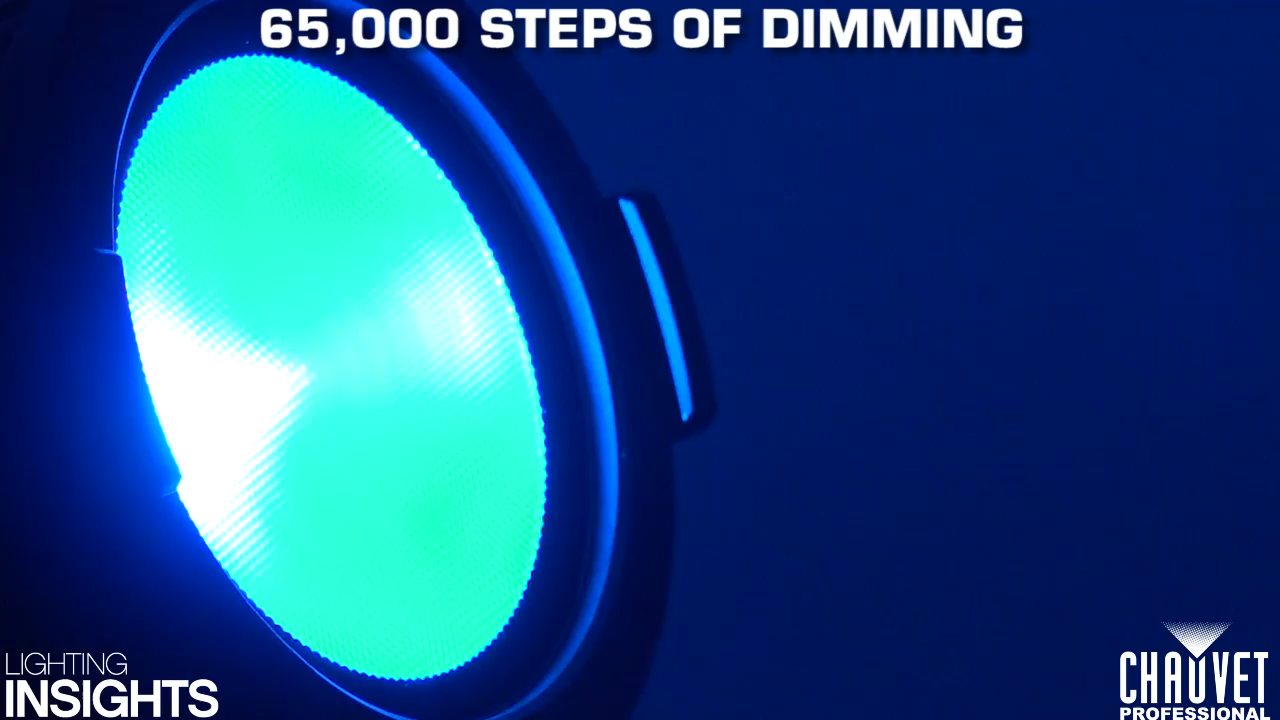 65,000 STEPS OF DIMMING
LIGHTING
INSIGHTS
CHAUVET
PROFESSIONAL